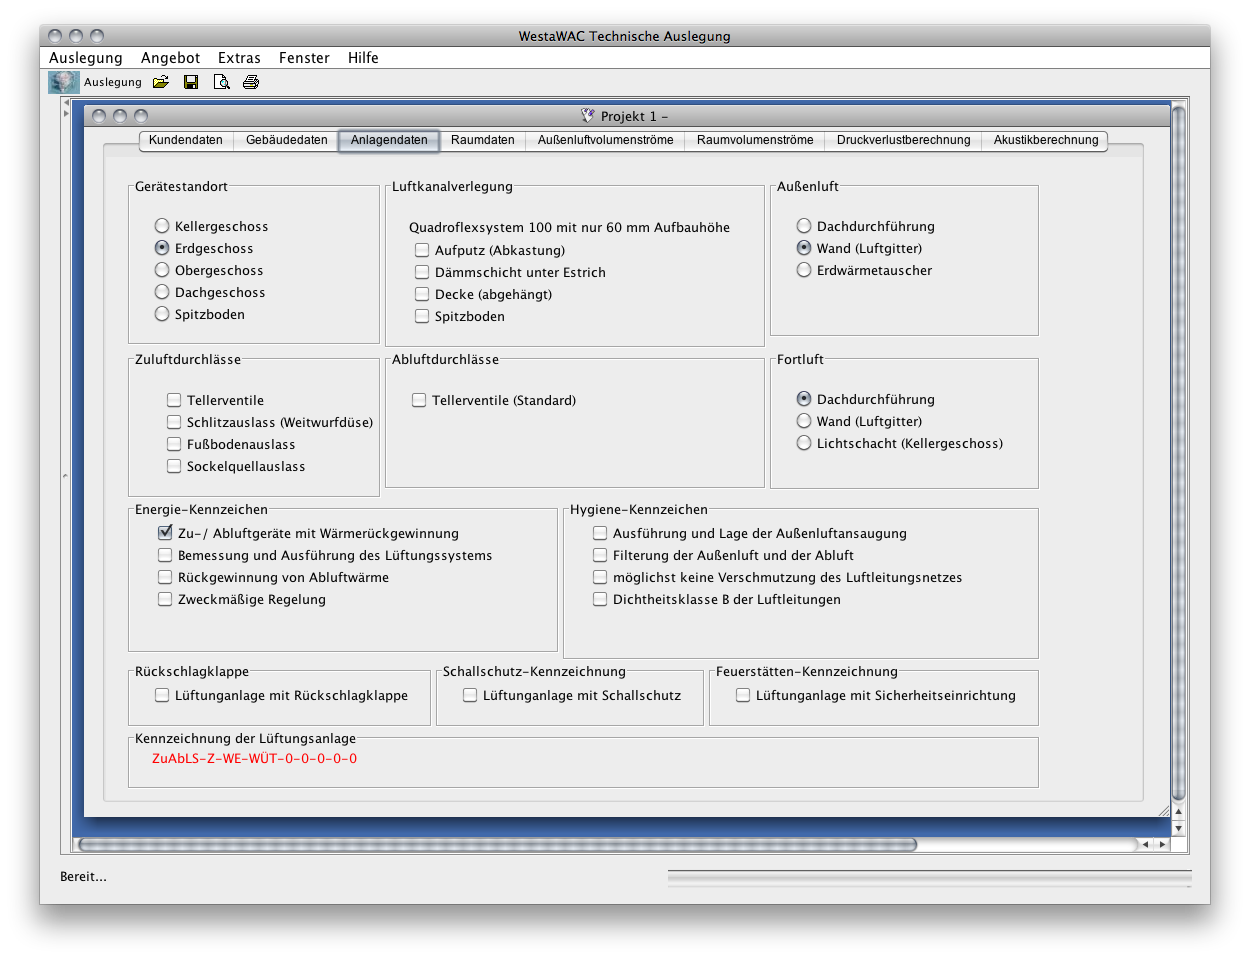 WestaWAC Technische Auslegung
Auslegung Angebot Extras Fenster Hilfe
Auslegung
Projekt 1 -
Kundendaten Gebäudedaten Anlagendaten Raumdaten Außenluftvolumenströme Raumvolumenströme Druckverlustberechnung Akustikberechnung
Gerätestandort
Kellergeschoss
Erdgeschoss
Obergeschoss
Dachgeschoss
Spitzboden
Luftkanalverlegung
Quadroflexsystem 100 mit nur 60 mm Aufbauhöhe
Aufputz (Abkastung)
Dämmschicht unter Estrich
Decke (abgehängt)
Spitzboden
Außenluft
Dachdurchführung
Wand (Luftgitter)
Erdwärmetauscher
Zuluftdurchlässe
Tellerventile
Schlitzauslass (Weitwurfdüse)
Fußbodenauslass
Sockelquellauslass
Abluftdurchlässe
Tellerventile (Standard)
Fortluft
Dachdurchführung
Wand (Luftgitter)
Lichtschacht (Kellergeschoss)
Energie-Kennzeichen
Zu-/ Abluftgeräte mit Wärmerückgewinnung
Bemessung und Ausführung des Lüftungssystems
Rückgewinnung von Abluftwärme
Zweckmäßige Regelung
Hygiene-Kennzeichen
Ausführung und Lage der Außenluftansaugung
Filterung der Außenluft und der Abluft
möglichst keine Verschmutzung des Luftleitungsnetzes
Dichtheitsklasse B der Luftleitungen
Rückschlagklappe
Lüftunganlage mit Rückschlagklappe
Schallschutz-Kennzeichnung
Lüftunganlage mit Schallschutz
Feuerstätten-Kennzeichnung
Lüftunganlage mit Sicherheitseinrichtung
Kennzeichnung der Lüftungsanlage
ZuAbLS-Z-WE-WÜT-0-0-0-0-0
Bereit...